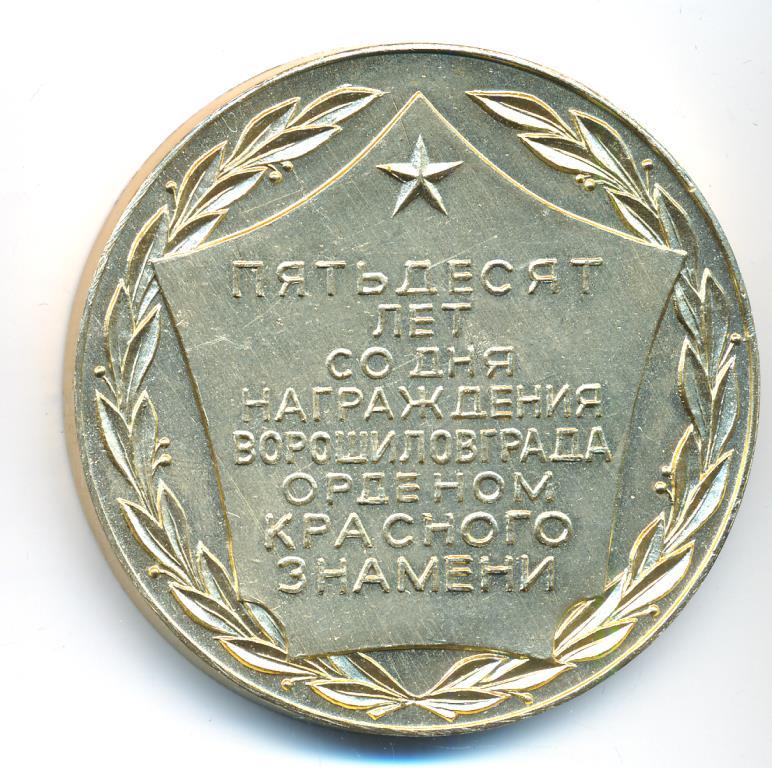 ПЯТЬДЕСЯТ
ЛЕТ
СО ДНЯ
НАГРАЖДЕНИЯ
ВОРОШИЛОВГРАДА
ОРДЕНОМ
КРАСНОГО
ЗНАМЕНИ